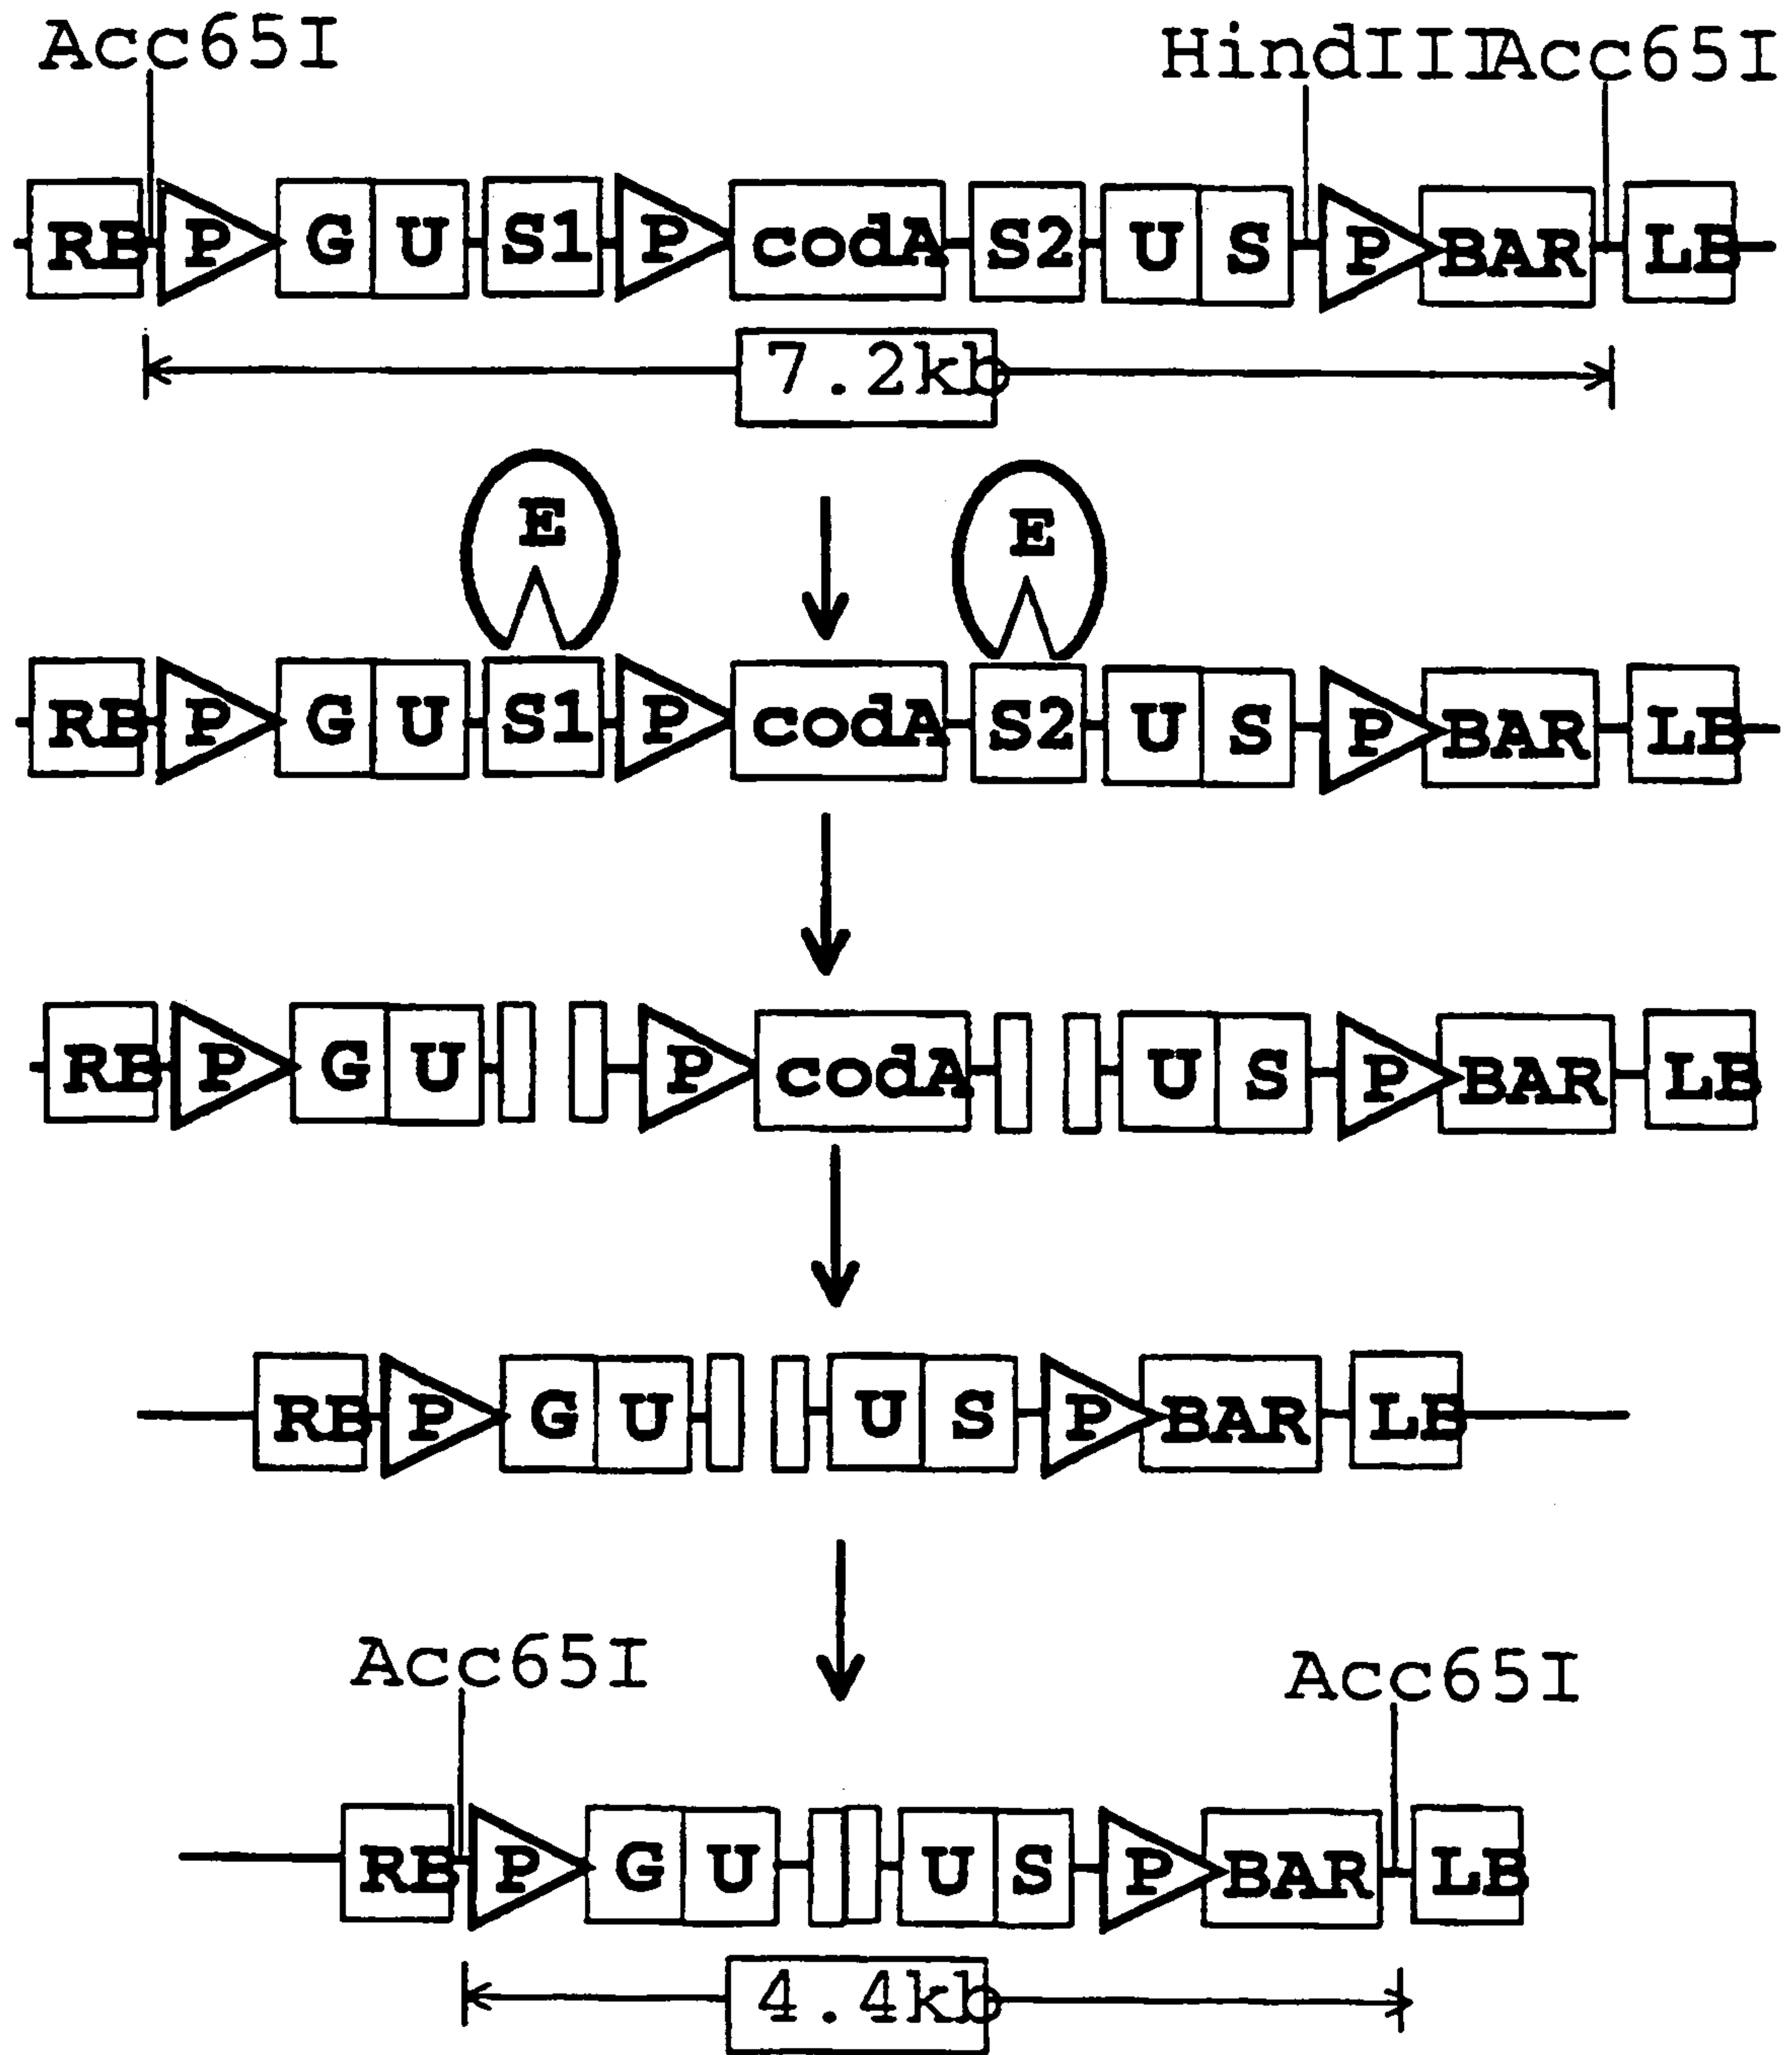 Acc65I HindIII Acc65I
RB P G U S1 P codA S2 U S P BAR LB
7.2kb
E E
RB P G U S1 P codA S2 U S P BAR LB
RB P G U P codA U S P BAR LB
RB P G U U S P BAR LB
Acc65I Acc65I
RB P G U U S P BAR LB
4.4kb